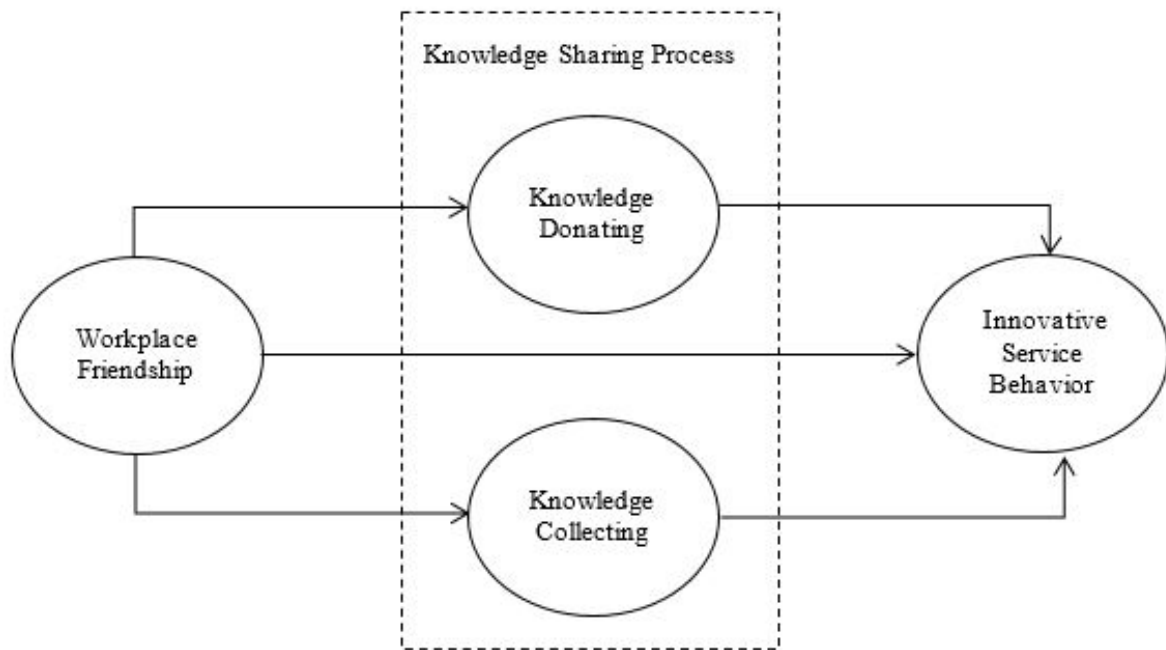 Knowledge Sharing Process
Knowledge
Donating
Workplace
Friendship
Innovative
Service
Behavior
Knowledge
Collecting